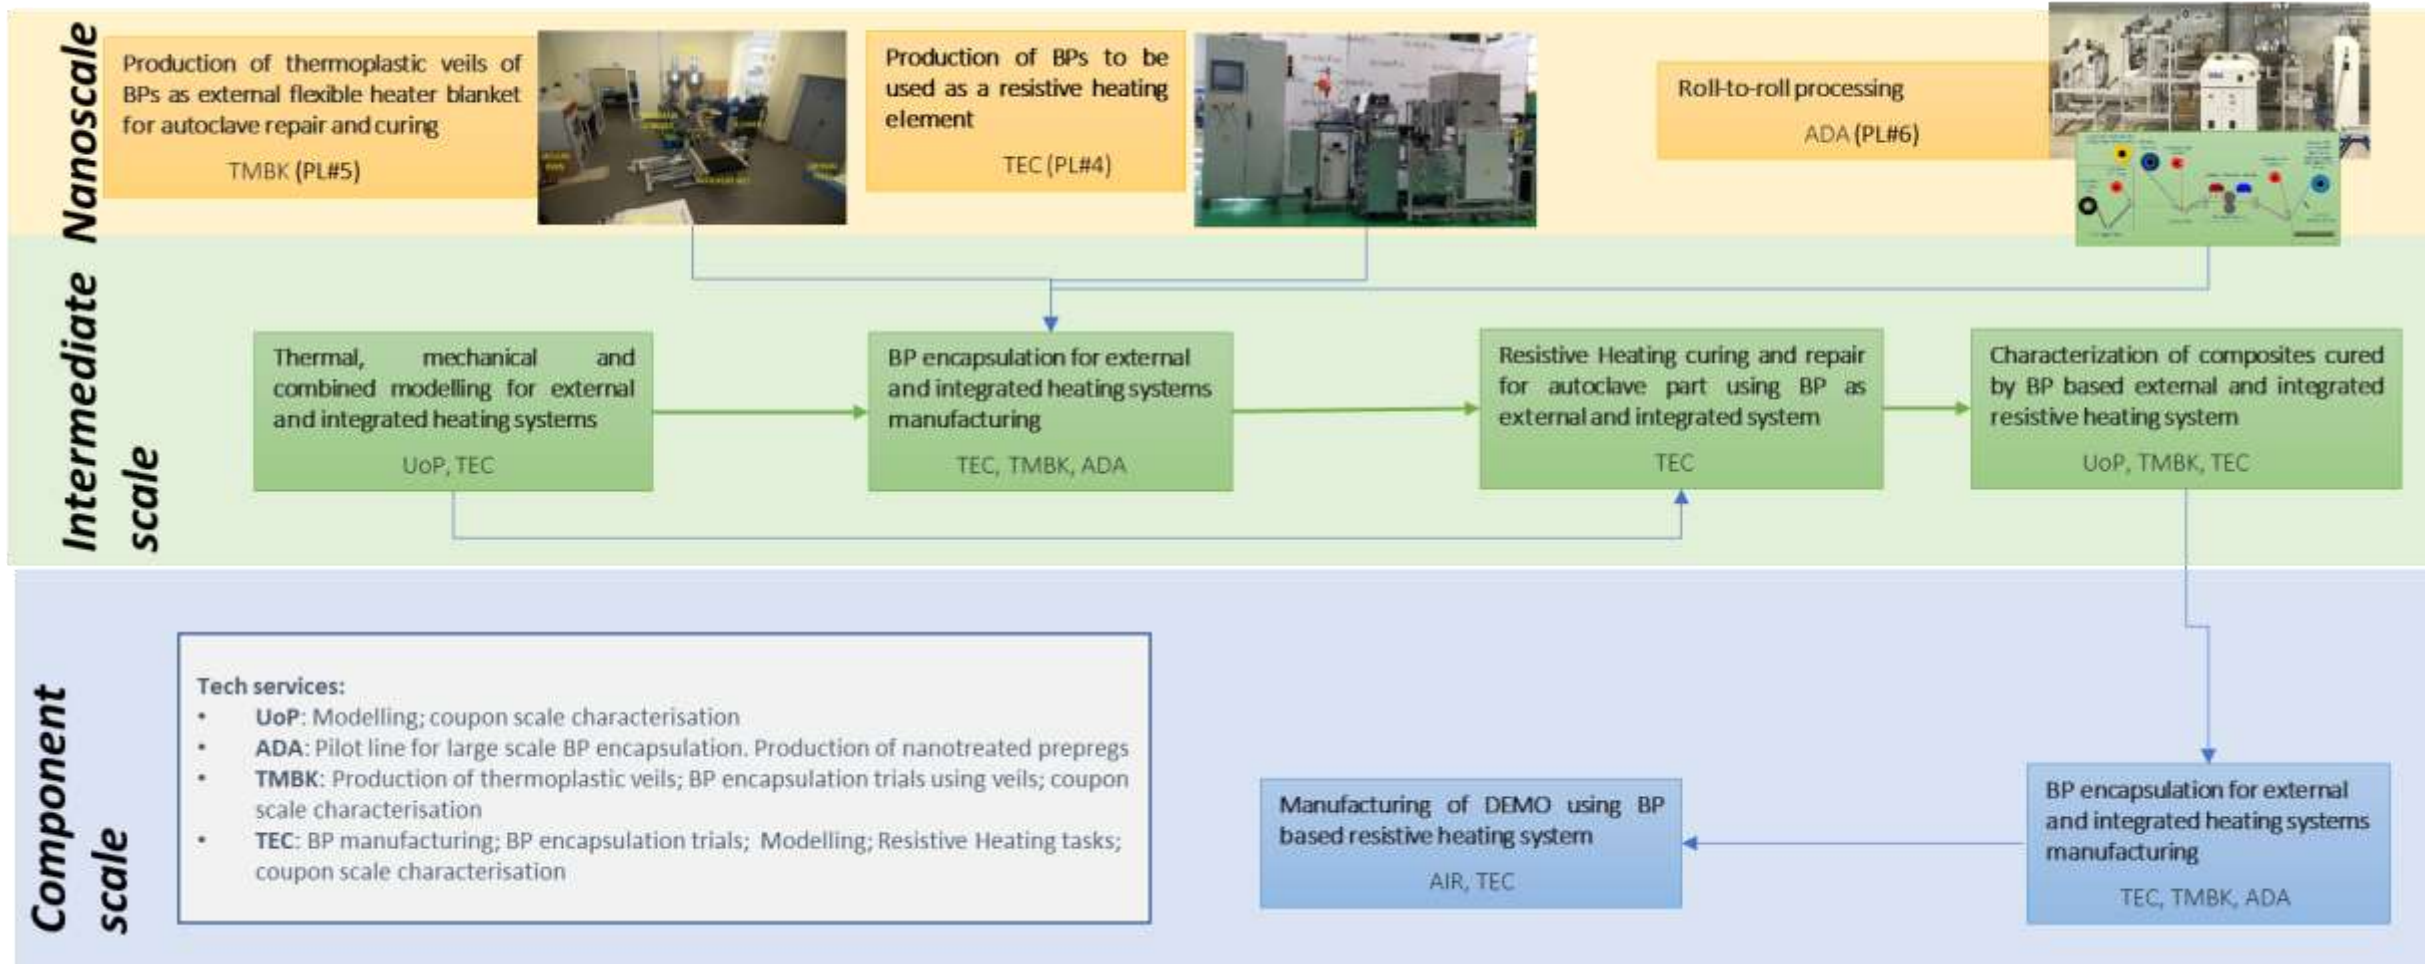 Nanoscale
Production of thermoplastic veils of
BPs as external flexible heater blanket
for autoclave repair and curing
TMBK (PL#5)
Production of BPs to be
used as a resistive heating
element
TEC (PL#4)
Roll-to-roll processing
ADA (PL#6)
Intermediate
scale
Thermal, mechanical and
combined modelling for external
and integrated heating systems
UoP, TEC
BP encapsulation for external
and integrated heating systems
manufacturing
TEC, TMBK, ADA
Resistive Heating curing and repair
for autoclave part using BP as
external and integrated system
TEC
Characterization of composites cured
by BP based external and integrated
resistive heating system
UoP, TMBK, TEC
Component
scale
Tech services:
• UoP: Modelling; coupon scale characterisation
• ADA: Pilot line for large scale BP encapsulation. Production of nanotreated prepregs
• TMBK: Production of thermoplastic veils; BP encapsulation trials using veils; coupon
scale characterisation
• TEC: BP manufacturing; BP encapsulation trials; Modelling; Resistive Heating tasks;
coupon scale characterisation
Manufacturing of DEMO using BP
based resistive heating system
AIR, TEC
BP encapsulation for external
and integrated heating systems
manufacturing
TEC, TMBK, ADA